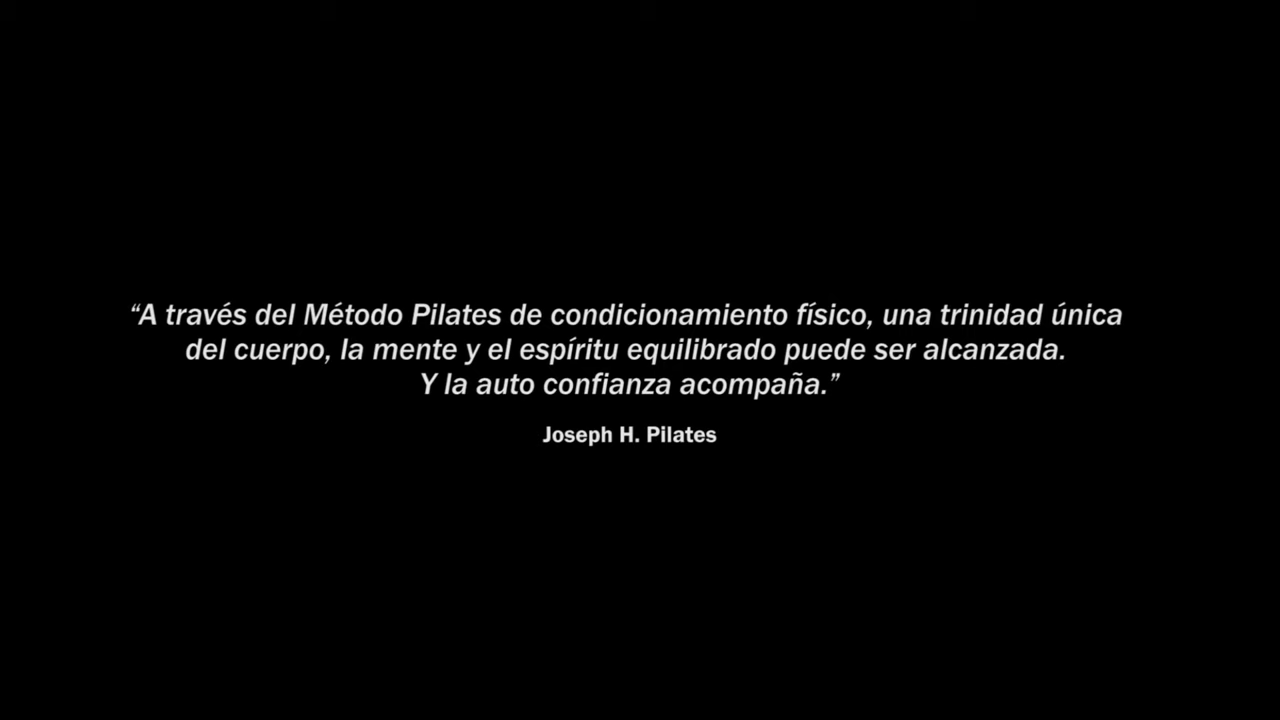 “A través del Método Pilates de condicionamiento físico, una trinidad única
del cuerpo, la mente y el espíritu equilibrado puede ser alcanzada.
Y la auto confianza acompaña.”
Joseph H. Pilates